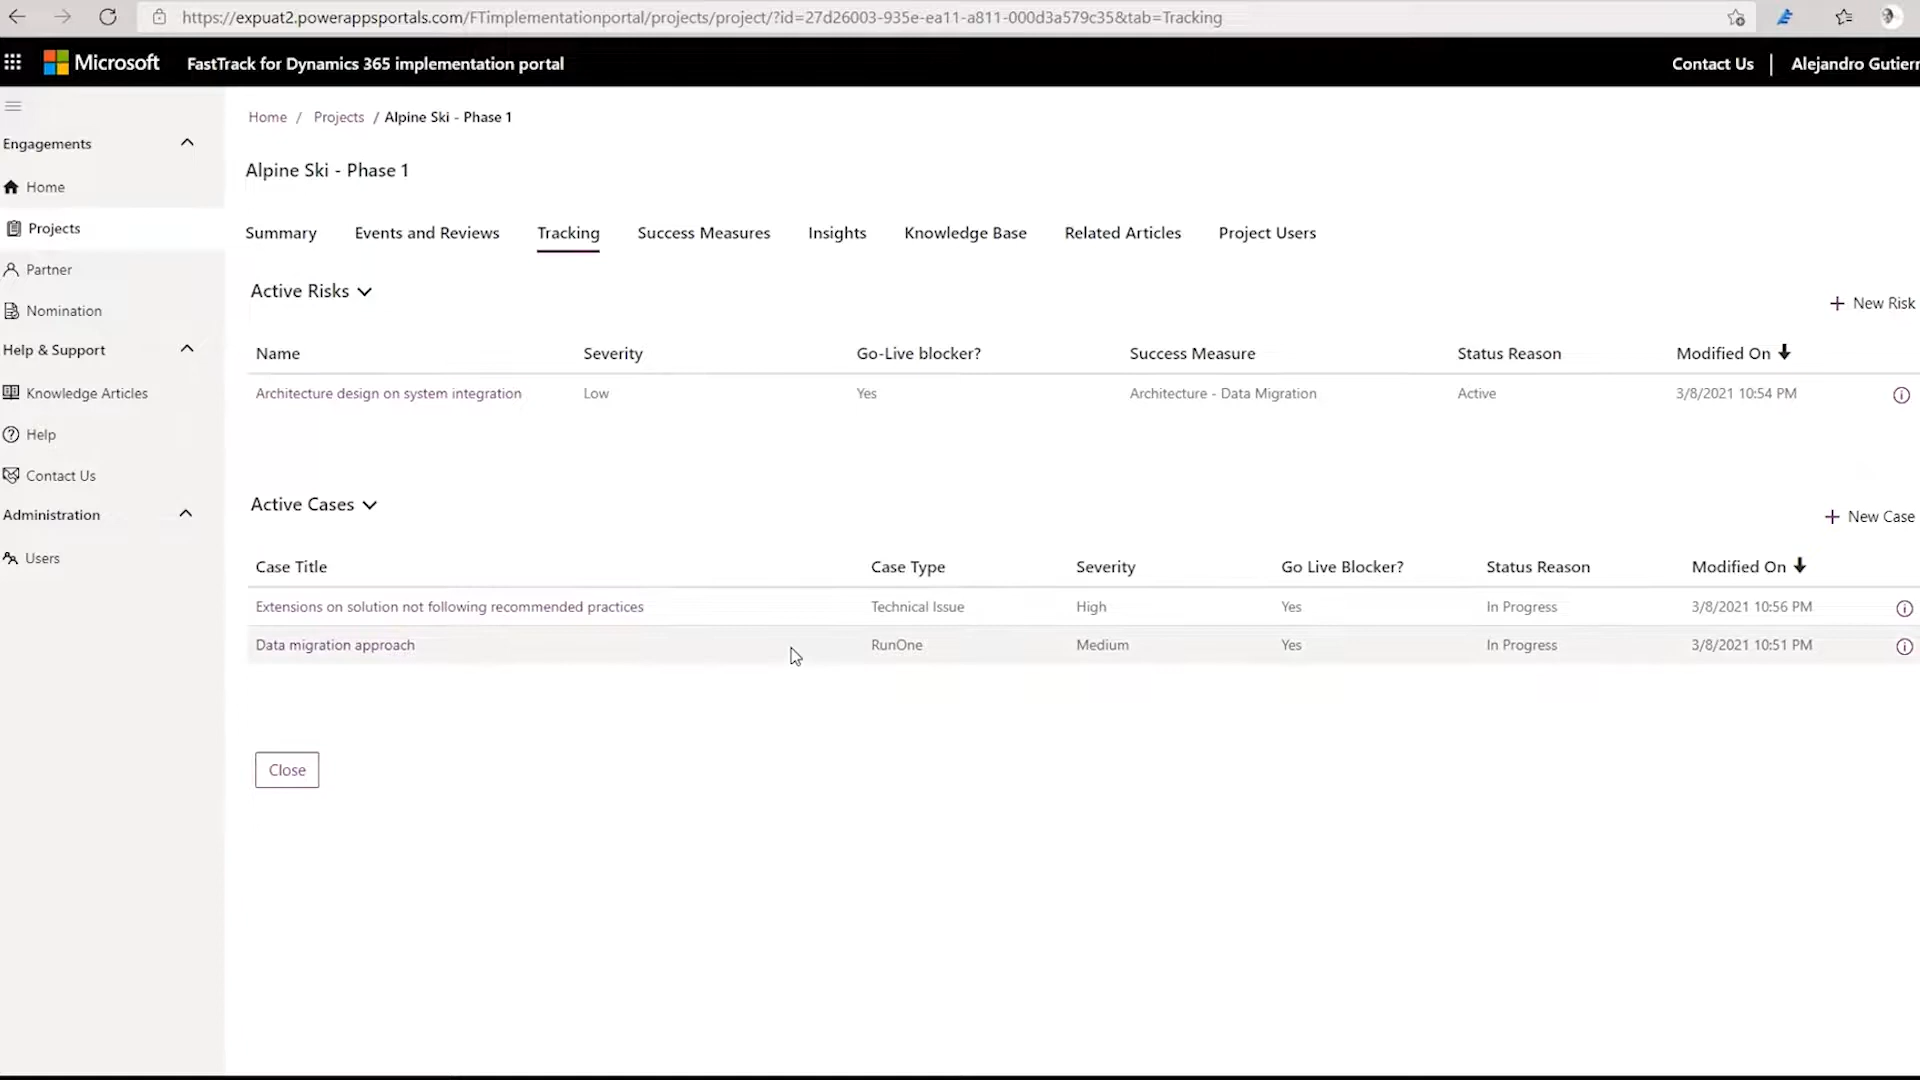 https://expuat2.powerappsportals.com/FTimplementationportal/projects/project/?id=27d26003-935e-ea11-a811-000d3a579c35&tab=Tracking
Microsoft FastTrack for Dynamics 365 implementation portal Contact Us | Alejandro Gutierr
Engagements
Home
Projects
Partner
Nomination
Help & Support
Knowledge Articles
Help
Contact Us
Administration
Users
Home / Projects / Alpine Ski - Phase 1
Alpine Ski - Phase 1
Summary Events and Reviews Tracking Success Measures Insights Knowledge Base Related Articles Project Users
Active Risks
+ New Risk
Name Severity Go-Live blocker? Success Measure Status Reason Modified On
Architecture design on system integration Low Yes Architecture - Data Migration Active 3/8/2021 10:54 PM
Active Cases
+ New Case
Case Title Case Type Severity Go Live Blocker? Status Reason Modified On
Extensions on solution not following recommended practices Technical Issue High Yes In Progress 3/8/2021 10:56 PM
Data migration approach RunOne Medium Yes In Progress 3/8/2021 10:51 PM
Close